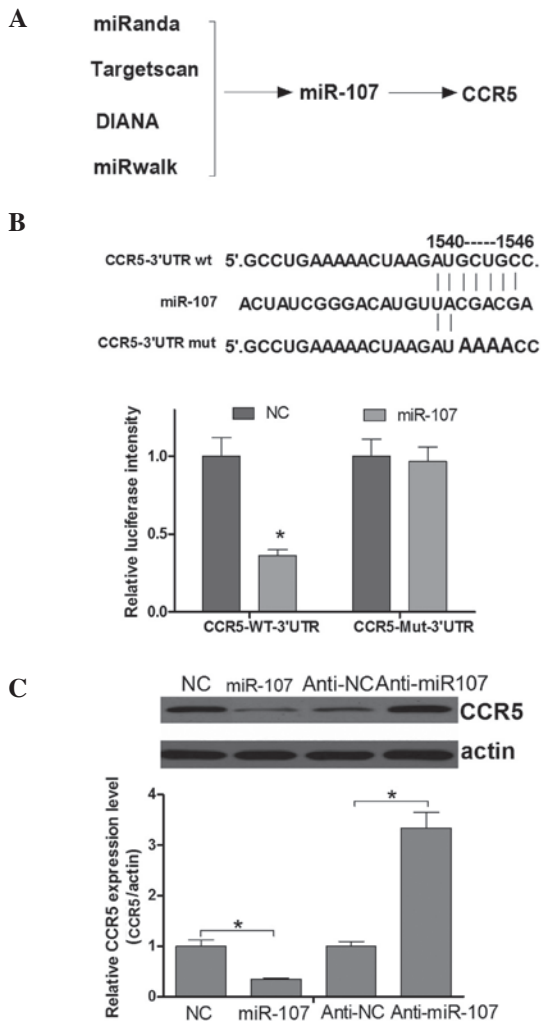 A
miRanda
Targetscan
DIANA
miRwalk
miR-107
CCR5
B
1540-----1546
CCR5-3'UTR wt 5'.GCCUGAAAAACUAAGAUGCUGCC.
miR-107 ACUAUCGGGACAUGUUACGACGA
CCR5-3'UTR mut 5'.GCCUGAAAAACUAAGAU AAAACC
NC miR-107
Relative luciferase intensity
1.0
0.5
0.0
*
CCR5-WT-3'UTR CCR5-Mut-3'UTR
C
NC miR-107 Anti-NC Anti-miR107
CCR5
actin
Relative CCR5 expression level
(CCR5/actin)
4
3
2
1
0
* *
NC miR-107 Anti-NC Anti-miR-107